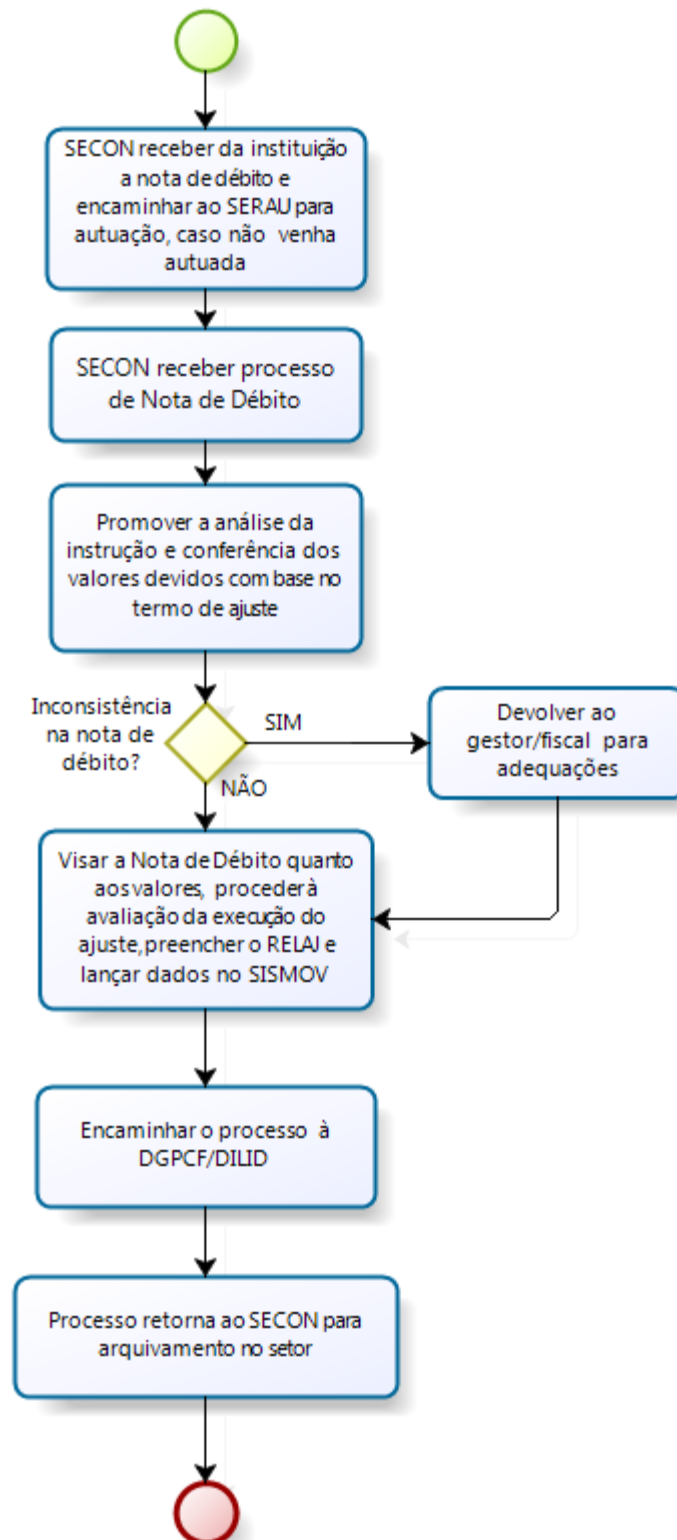 SECON receber da instituição
a nota de débito e
encaminhar ao SERAU para
autuação, caso não venha
autuada
SECON receber processo
de Nota de Débito
Promover a análise da
instrução e conferência dos
valores devidos com base no
termo de ajuste
Inconsistência
na nota de
débito?
SIM
Devolver ao
gestor/fiscal para
adequações
NÃO
Visar a Nota de Débito quanto
aos valores, proceder à
avaliação da execução do
ajuste, preencher o RELAJ e
lançar dados no SISMOV
Encaminhar o processo à
DGPCF/DILID
Processo retorna ao SECON para
arquivamento no setor